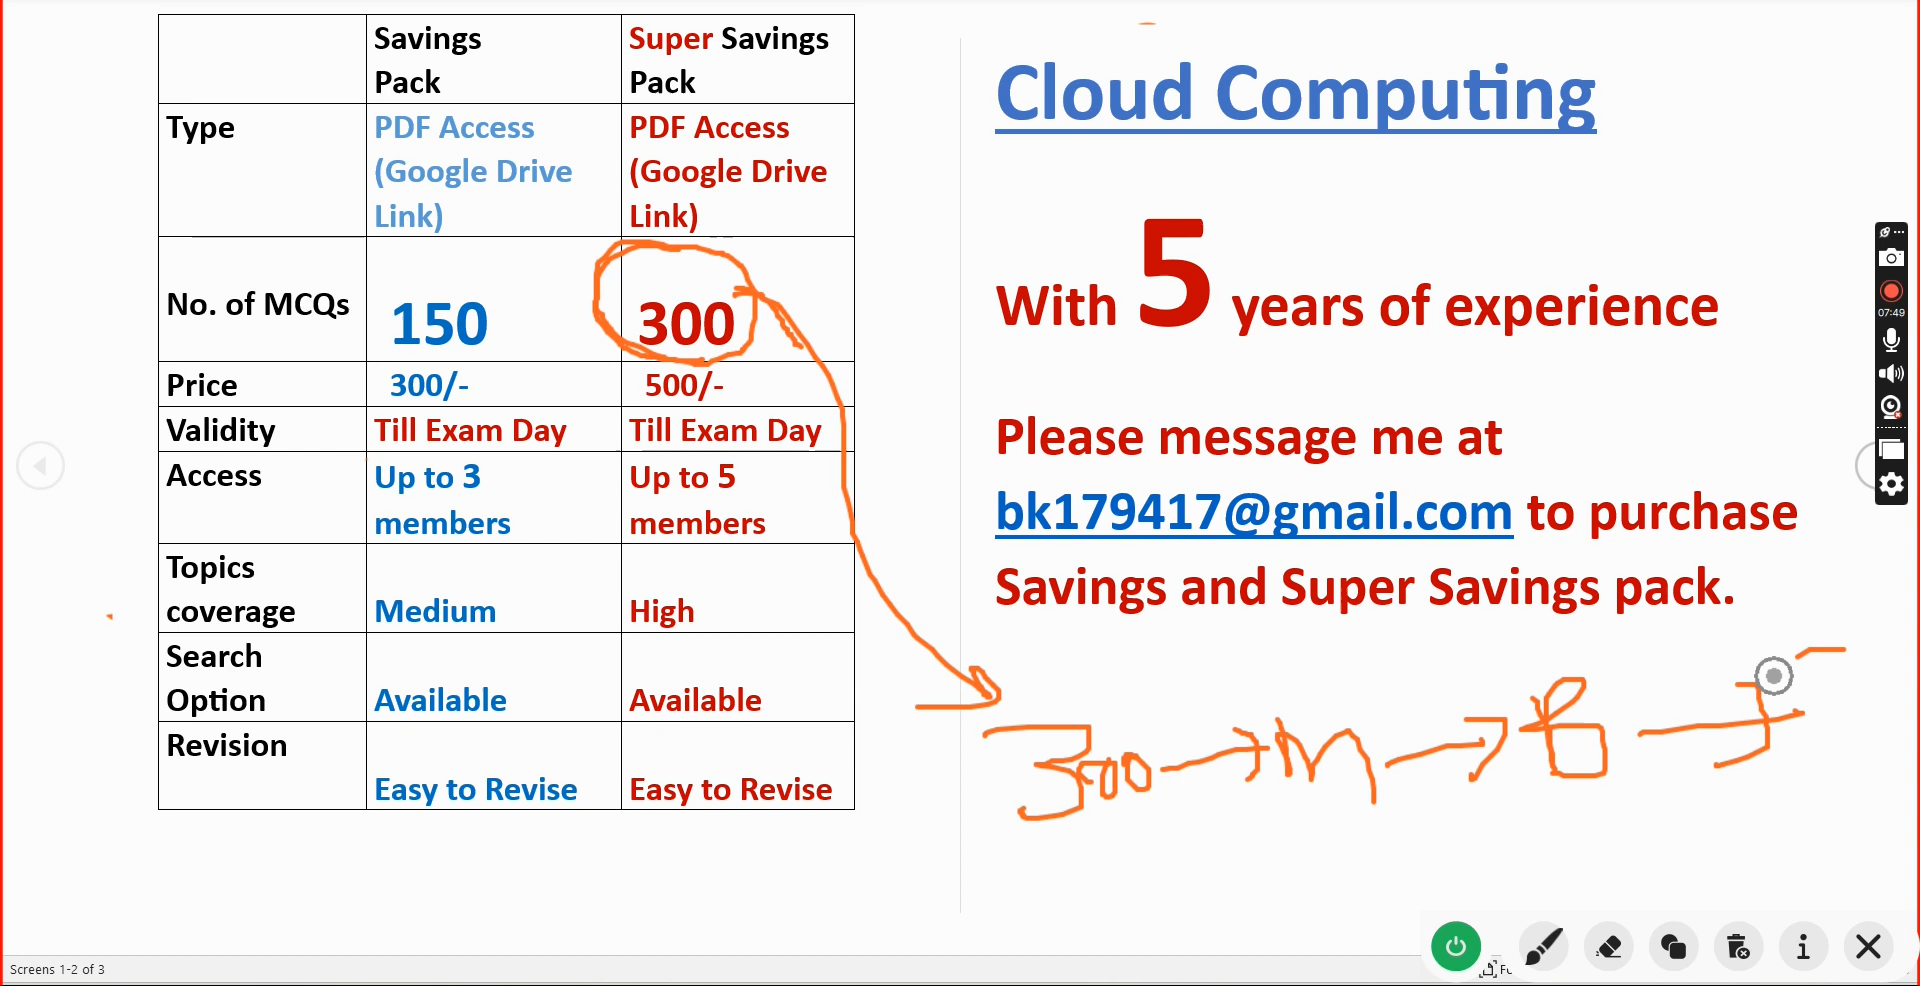 Savings
Pack
Super Savings
Pack
Type
PDF Access
(Google Drive
Link)
PDF Access
(Google Drive
Link)
No. of MCQs
150
300
Price
300/-
500/-
Validity
Till Exam Day
Till Exam Day
Access
Up to 3
members
Up to 5
members
Topics
coverage
Medium
High
Search
Option
Available
Available
Revision
Easy to Revise
Easy to Revise
Cloud Computing
With 5 years of experience
Please message me at
bk179417@gmail.com to purchase
Savings and Super Savings pack.
300
07:49
Screens 1-2 of 3